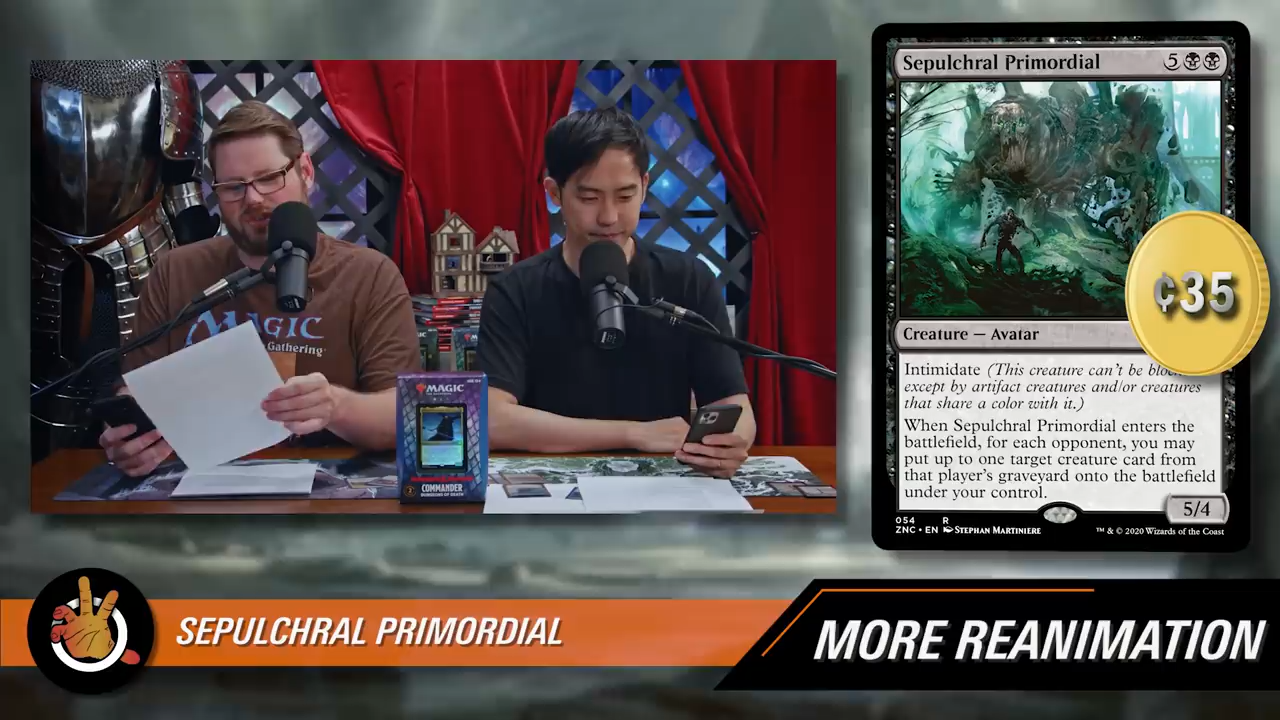 Sepulchral Primordial 5
¢35
Creature — Avatar
Intimidate (This creature can't be
except by artifact creatures and/or creatures
that share a color with it.)
When Sepulchral Primordial enters the
battlefield, for each opponent, you may
put up to one target creature card from
that player's graveyard onto the battlefield
under your control.
5/4
054 R
ZNC • EN Stephan Martiniere
™ & © 2020 Wizards of the Coast
Magic
Gathering
MAGIC
COMMANDER
SEPULCHRAL PRIMORDIAL
MORE REANIMATION